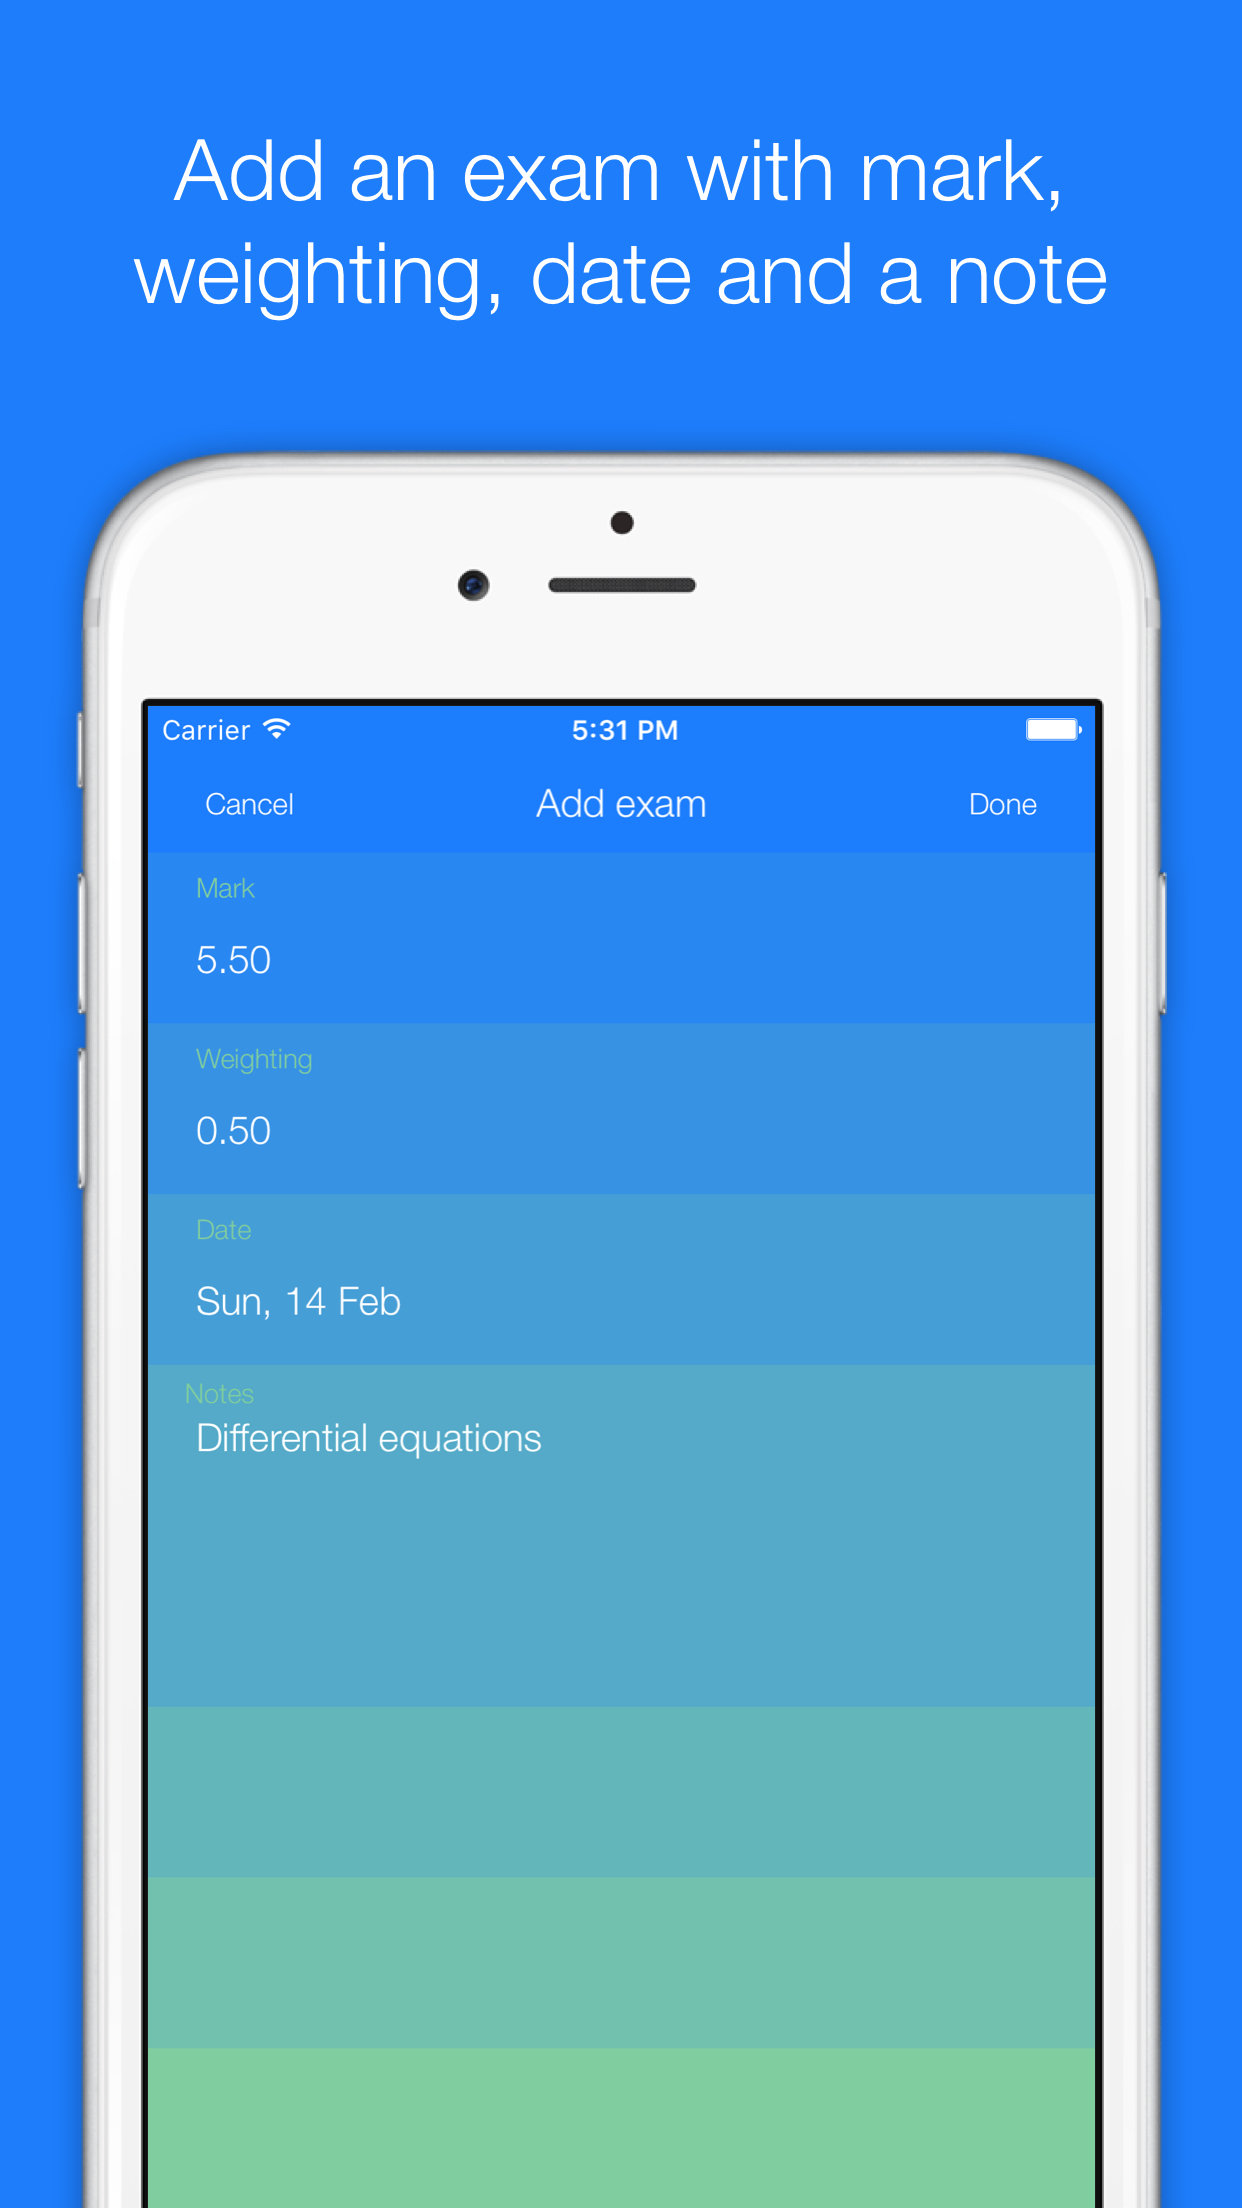 Add an exam with mark,
weighting, date and a note
Carrier 5:31 PM
Cancel Add exam Done
Mark
5.50
Weighting
0.50
Date
Sun, 14 Feb
Notes
Differential equations